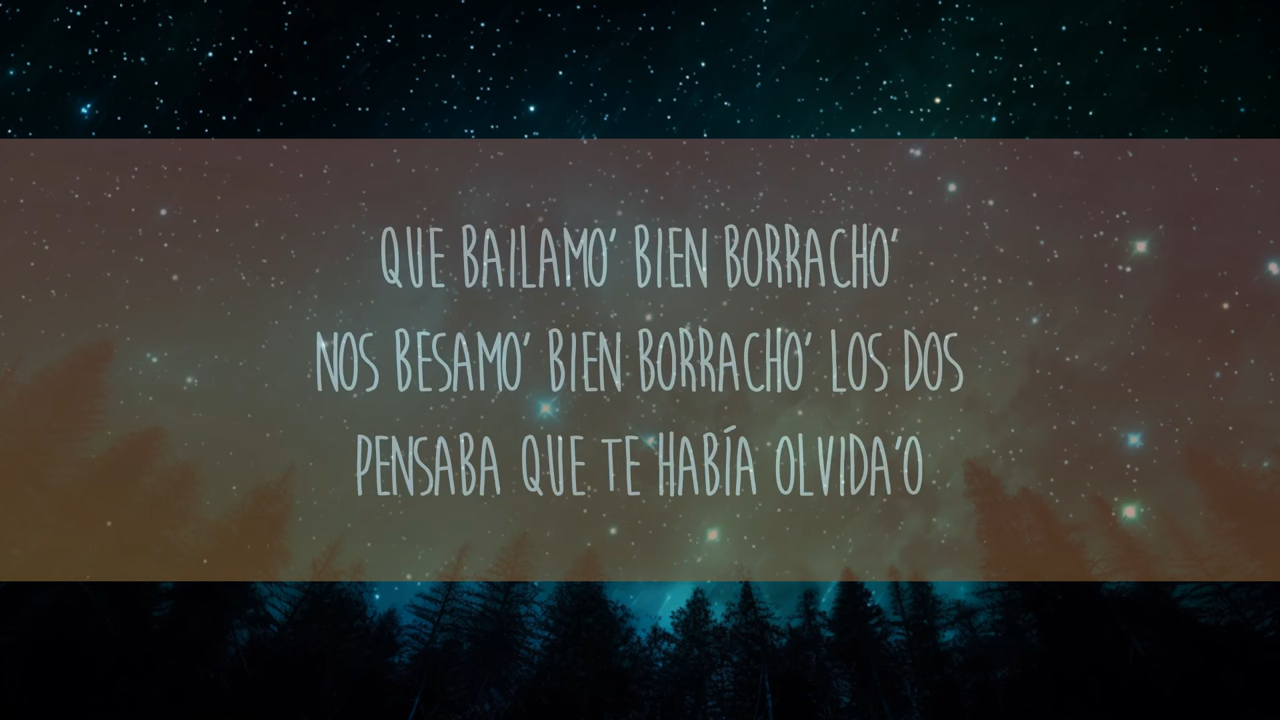 QUE BAILAMO' BIEN BORRACHO'
NOS BESAMO' BIEN BORRACHO' LOS DOS
PENSABA QUE TE HABÍA OLVIDA'O